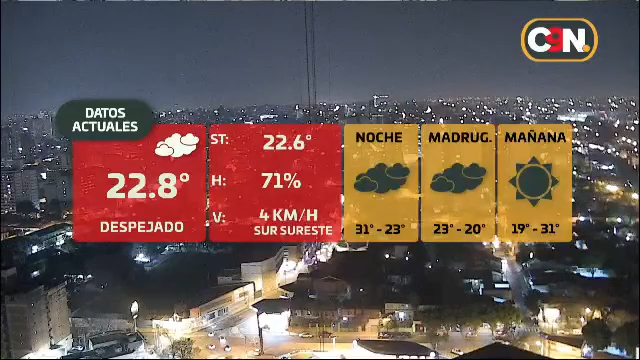 C9N.
DATOS
ACTUALES
22.8°
DESPEJADO
ST: 22.6°
H: 71%
V: 4 KM/H
SUR SURESTE
NOCHE
31° - 23°
MADRUG.
23° - 20°
MAÑANA
19° - 31°